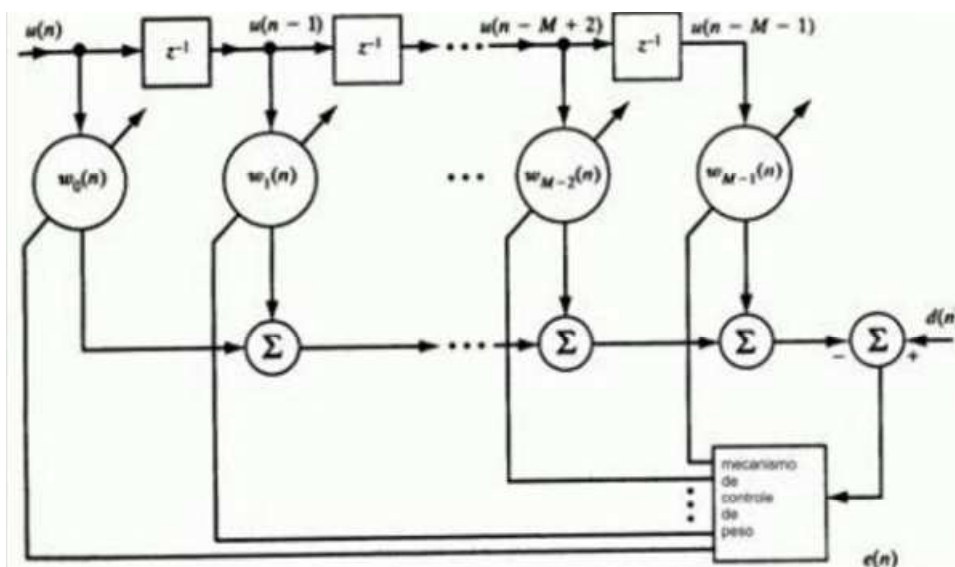 u(n)
z⁻¹
u(n − 1)
z⁻¹
u(n − M + 2)
z⁻¹
u(n − M − 1)
w₀(n)
w₁(n)
w_{M−2}(n)
w_{M−1}(n)
Σ
Σ
Σ
Σ
d(n
−
+
mecanismo
de
controle
de
peso
e(n)